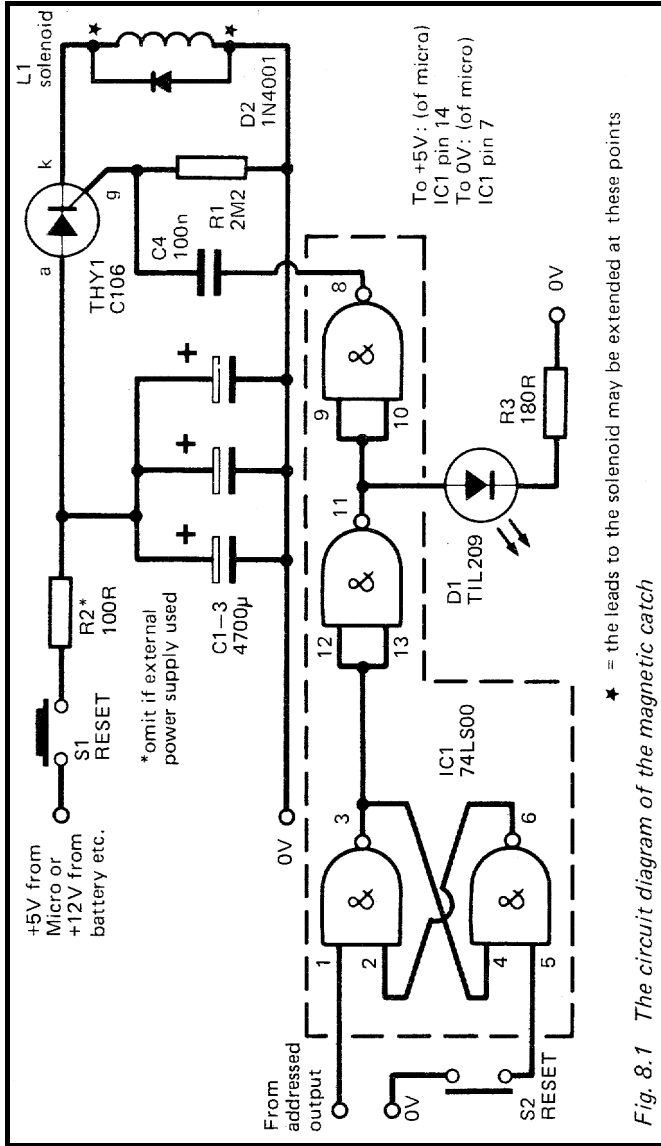 +5V from
Micro or
+12V from
battery etc.
S1
RESET
R2*
100R
*omit if external
power supply used
C1–3
4700µ
+
+
+
a
k
g
THY1
C106
L1
solenoid
★
★
D2
1N4001
C4
100n
R1
2M2
0V
From
addressed
output
0V
S2
RESET
1
2
3
4
5
6
&
&
IC1
74LS00
12
13
11
&
9
10
8
&
D1
TIL209
R3
180R
0V
To +5V: (of micro)
IC1 pin 14
To 0V: (of micro)
IC1 pin 7
★ = the leads to the solenoid may be extended at these points
Fig. 8.1 The circuit diagram of the magnetic catch